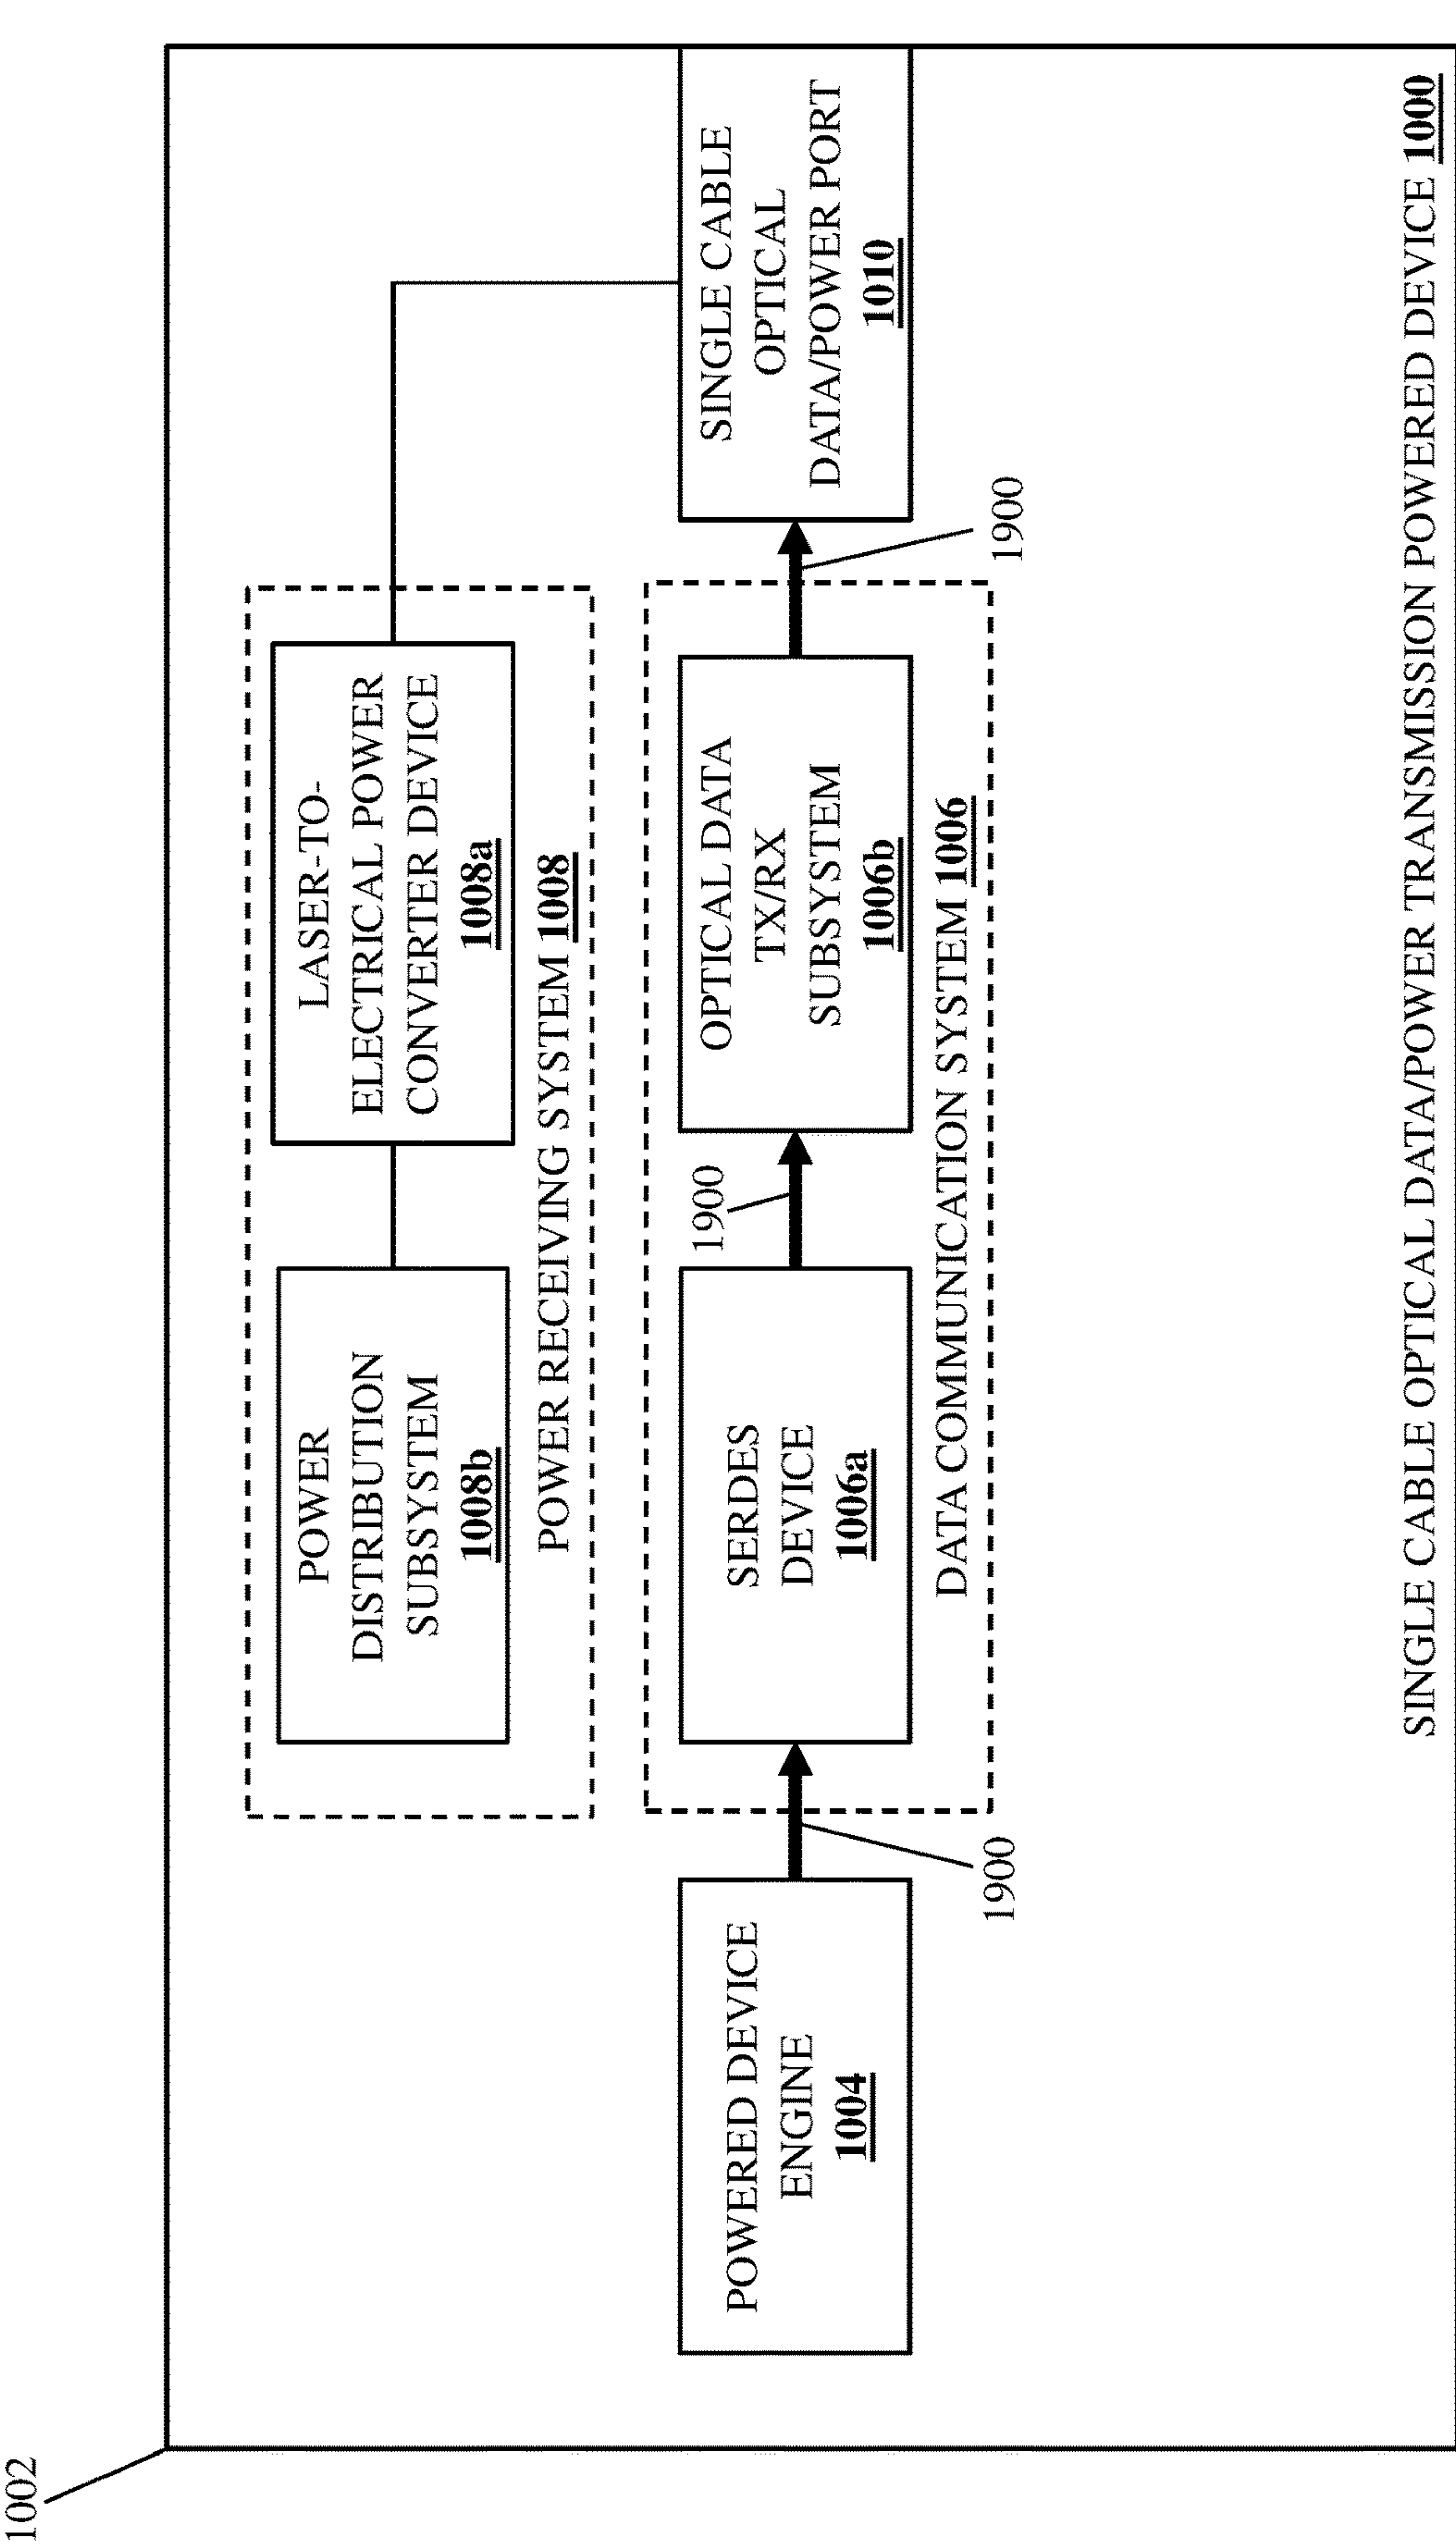 1002
POWER
DISTRIBUTION
SUBSYSTEM
1008b
LASER-TO-
ELECTRICAL POWER
CONVERTER DEVICE
1008a
POWER RECEIVING SYSTEM 1008
POWERED DEVICE
ENGINE
1004
1900
SERDES
DEVICE
1006a
1900
OPTICAL DATA
TX/RX
SUBSYSTEM
1006b
DATA COMMUNICATION SYSTEM 1006
1900
SINGLE CABLE
OPTICAL
DATA/POWER PORT
1010
SINGLE CABLE OPTICAL DATA/POWER TRANSMISSION POWERED DEVICE 1000